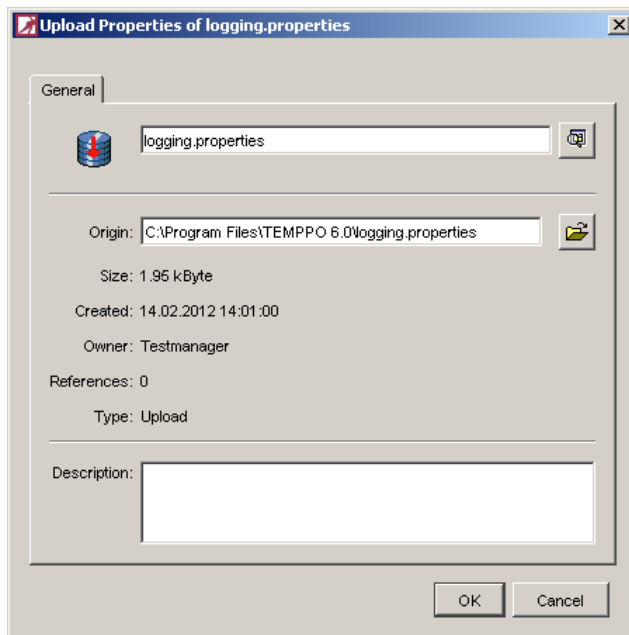 Upload Properties of logging.properties
General
logging.properties
Origin: C:\Program Files\TEMPPO 6.0\logging.properties
Size: 1.95 kByte
Created: 14.02.2012 14:01:00
Owner: Testmanager
References: 0
Type: Upload
Description:
OK Cancel